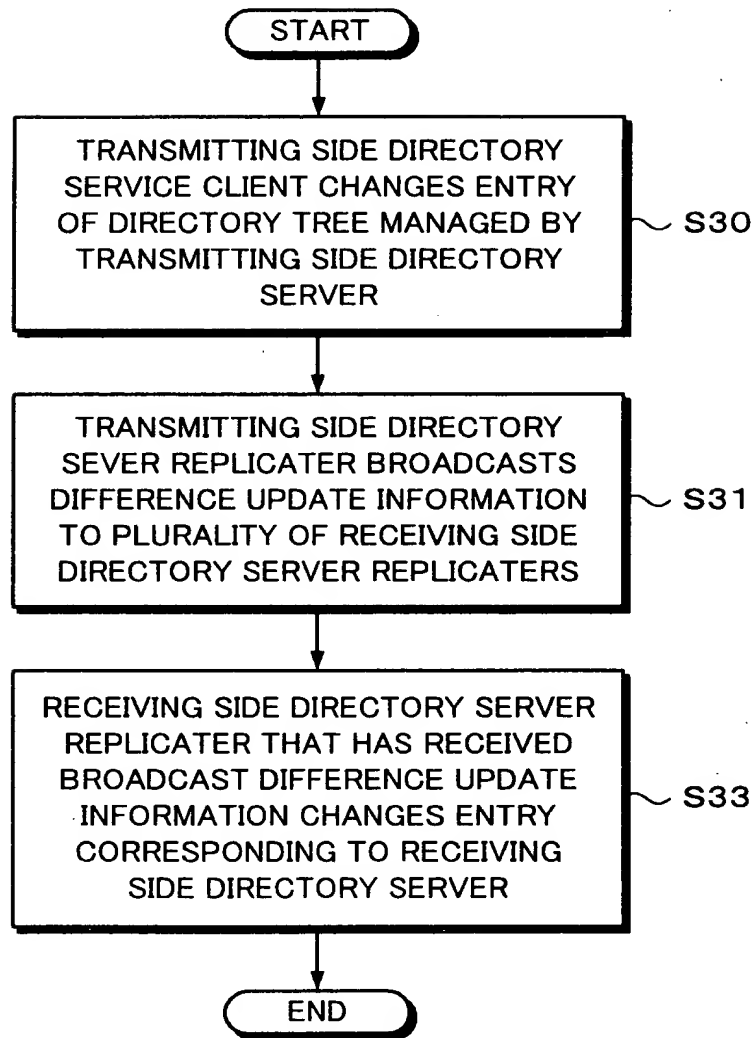 START
TRANSMITTING SIDE DIRECTORY
SERVICE CLIENT CHANGES ENTRY
OF DIRECTORY TREE MANAGED BY
TRANSMITTING SIDE DIRECTORY
SERVER
S30
TRANSMITTING SIDE DIRECTORY
SEVER REPLICATER BROADCASTS
DIFFERENCE UPDATE INFORMATION
TO PLURALITY OF RECEIVING SIDE
DIRECTORY SERVER REPLICATERS
S31
RECEIVING SIDE DIRECTORY SERVER
REPLICATER THAT HAS RECEIVED
BROADCAST DIFFERENCE UPDATE
INFORMATION CHANGES ENTRY
CORRESPONDING TO RECEIVING
SIDE DIRECTORY SERVER
S33
END